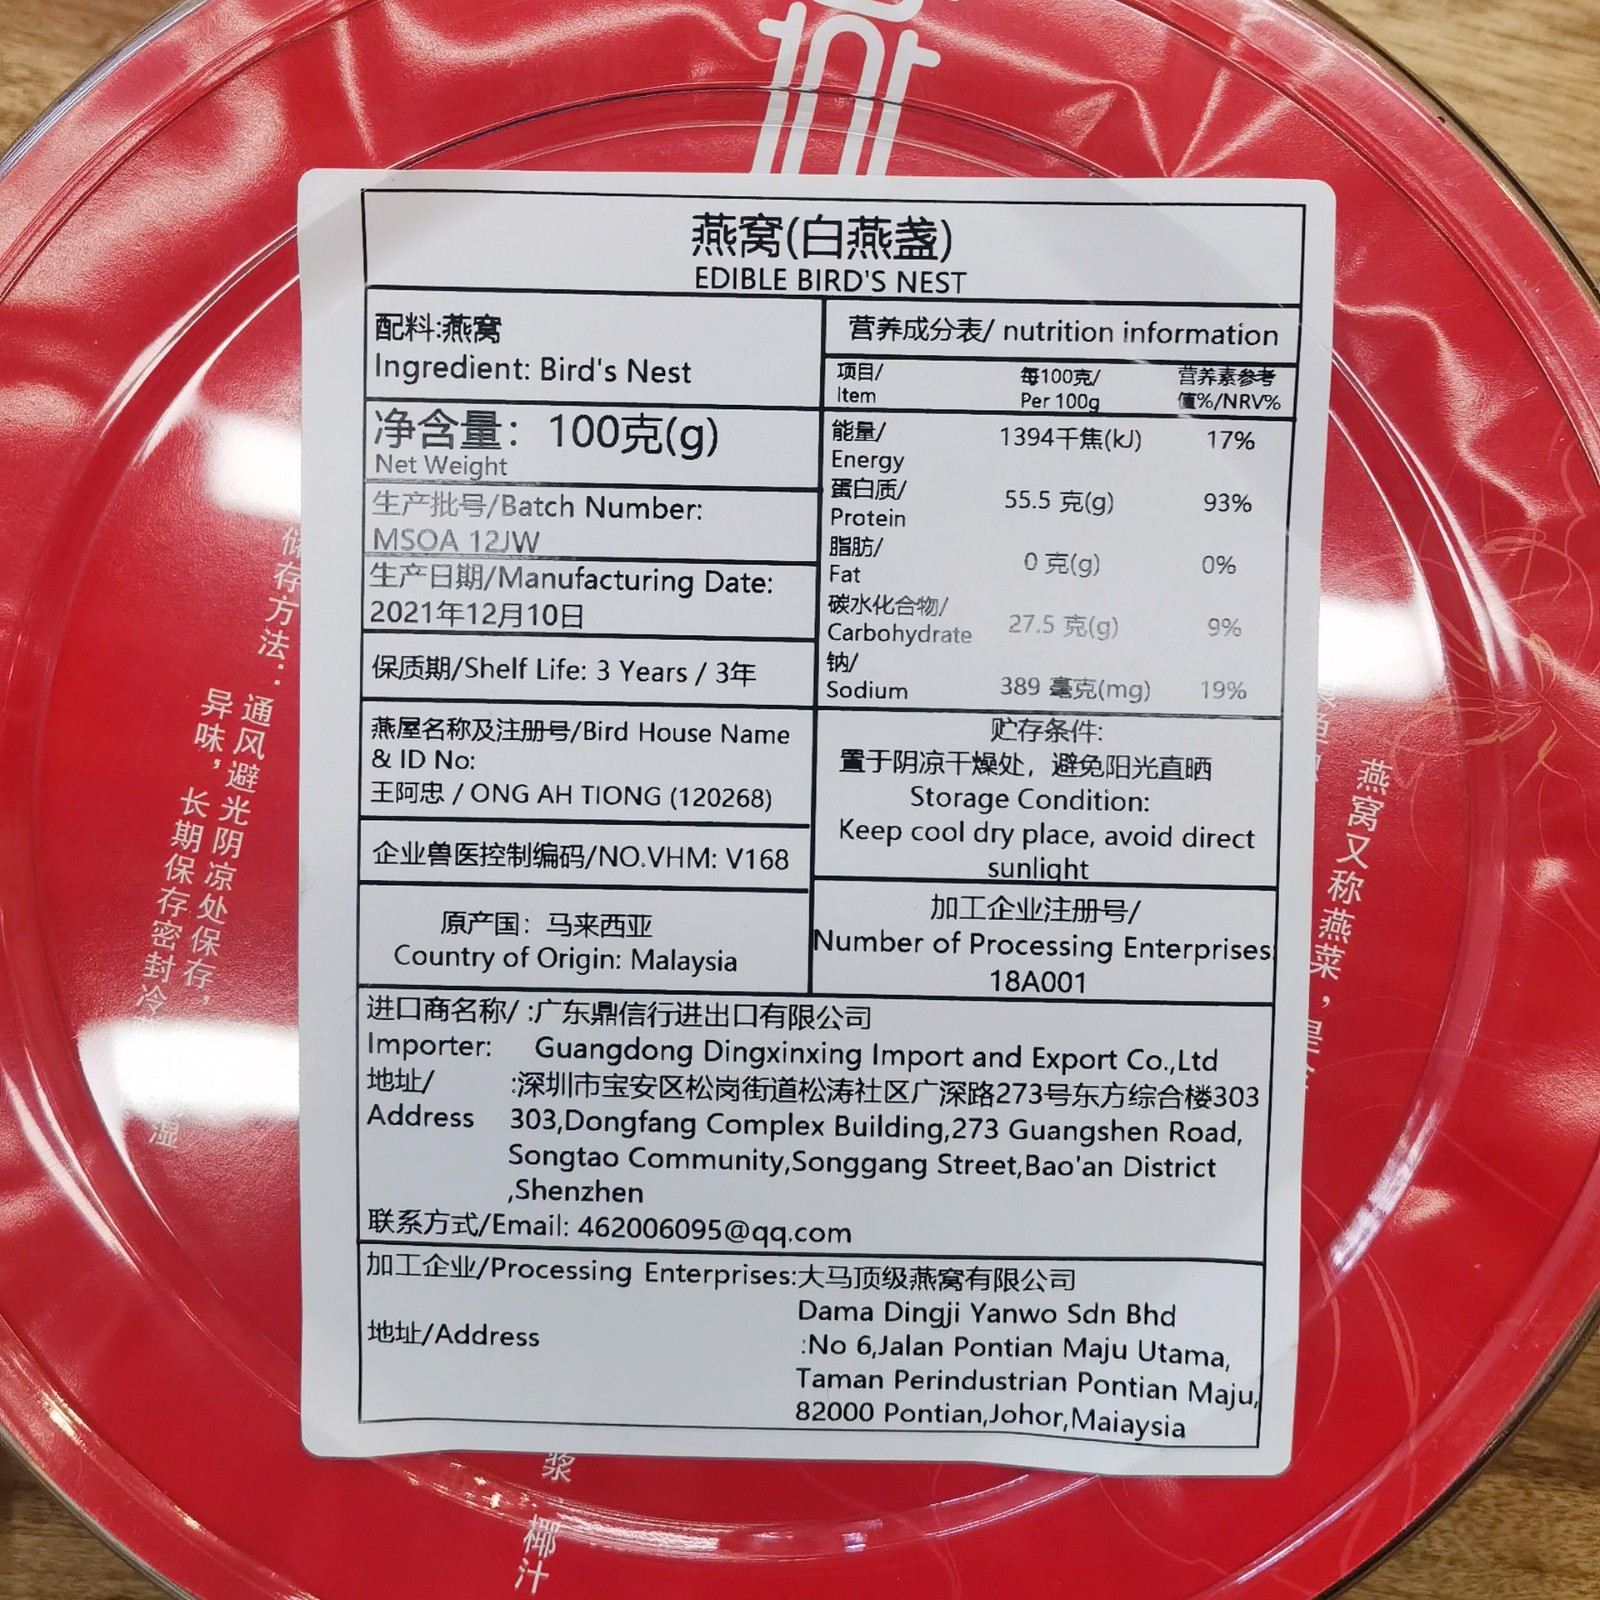 燕窝(白燕盏)
EDIBLE BIRD'S NEST
配料:燕窝
Ingredient: Bird's Nest
净含量: 100克(g)
Net Weight
生产批号/Batch Number:
MSOA 12JW
生产日期/Manufacturing Date:
2021年12月10日
保质期/Shelf Life: 3 Years / 3年
燕屋名称及注册号/Bird House Name
& ID No:
王阿忠 / ONG AH TIONG (120268)
企业兽医控制编码/NO.VHM: V168
原产国: 马来西亚
Country of Origin: Malaysia
营养成分表/ nutrition information
项目/ 每100克/ 营养素参考
Item Per 100g 值%/NRV%
能量/ 1394千焦(kJ) 17%
Energy
蛋白质/ 55.5 克(g) 93%
Protein
脂肪/ 0 克(g) 0%
Fat
碳水化合物/ 27.5 克(g) 9%
Carbohydrate
钠/
Sodium 389 毫克(mg) 19%
贮存条件:
置于阴凉干燥处, 避免阳光直晒
Storage Condition:
Keep cool dry place, avoid direct
sunlight
加工企业注册号/
Number of Processing Enterprises:
18A001
进口商名称/ :广东鼎信行进出口有限公司
Importer: Guangdong Dingxinxing Import and Export Co.,Ltd
地址/ :深圳市宝安区松岗街道松涛社区广深路273号东方综合楼303
Address 303,Dongfang Complex Building,273 Guangshen Road,
Songtao Community,Songgang Street,Bao'an District
,Shenzhen
联系方式/Email: 462006095@qq.com
加工企业/Processing Enterprises:大马顶级燕窝有限公司
Dama Dingji Yanwo Sdn Bhd
地址/Address :No 6,Jalan Pontian Maju Utama,
Taman Perindustrian Pontian Maju,
82000 Pontian,Johor,Maiaysia
储存方法:通风避光阴凉处保存,
异味,长期保存密封冷
湿
燕窝又称燕菜,是
浆
椰汁